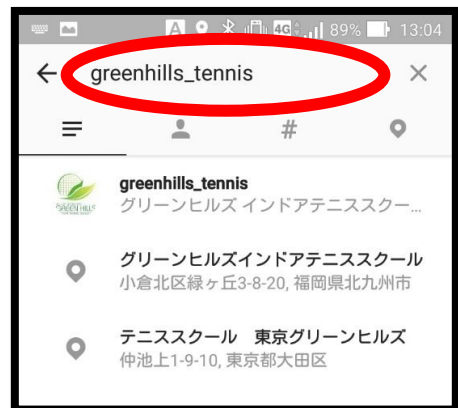 A 4G 89% 13:04
greenhills_tennis
#
greenhills_tennis
グリーンヒルズ インドアテニススクー...
グリーンヒルズインドアテニススクール
小倉北区緑ヶ丘3-8-20, 福岡県北九州市
テニススクール　東京グリーンヒルズ
仲池上1-9-10, 東京都大田区